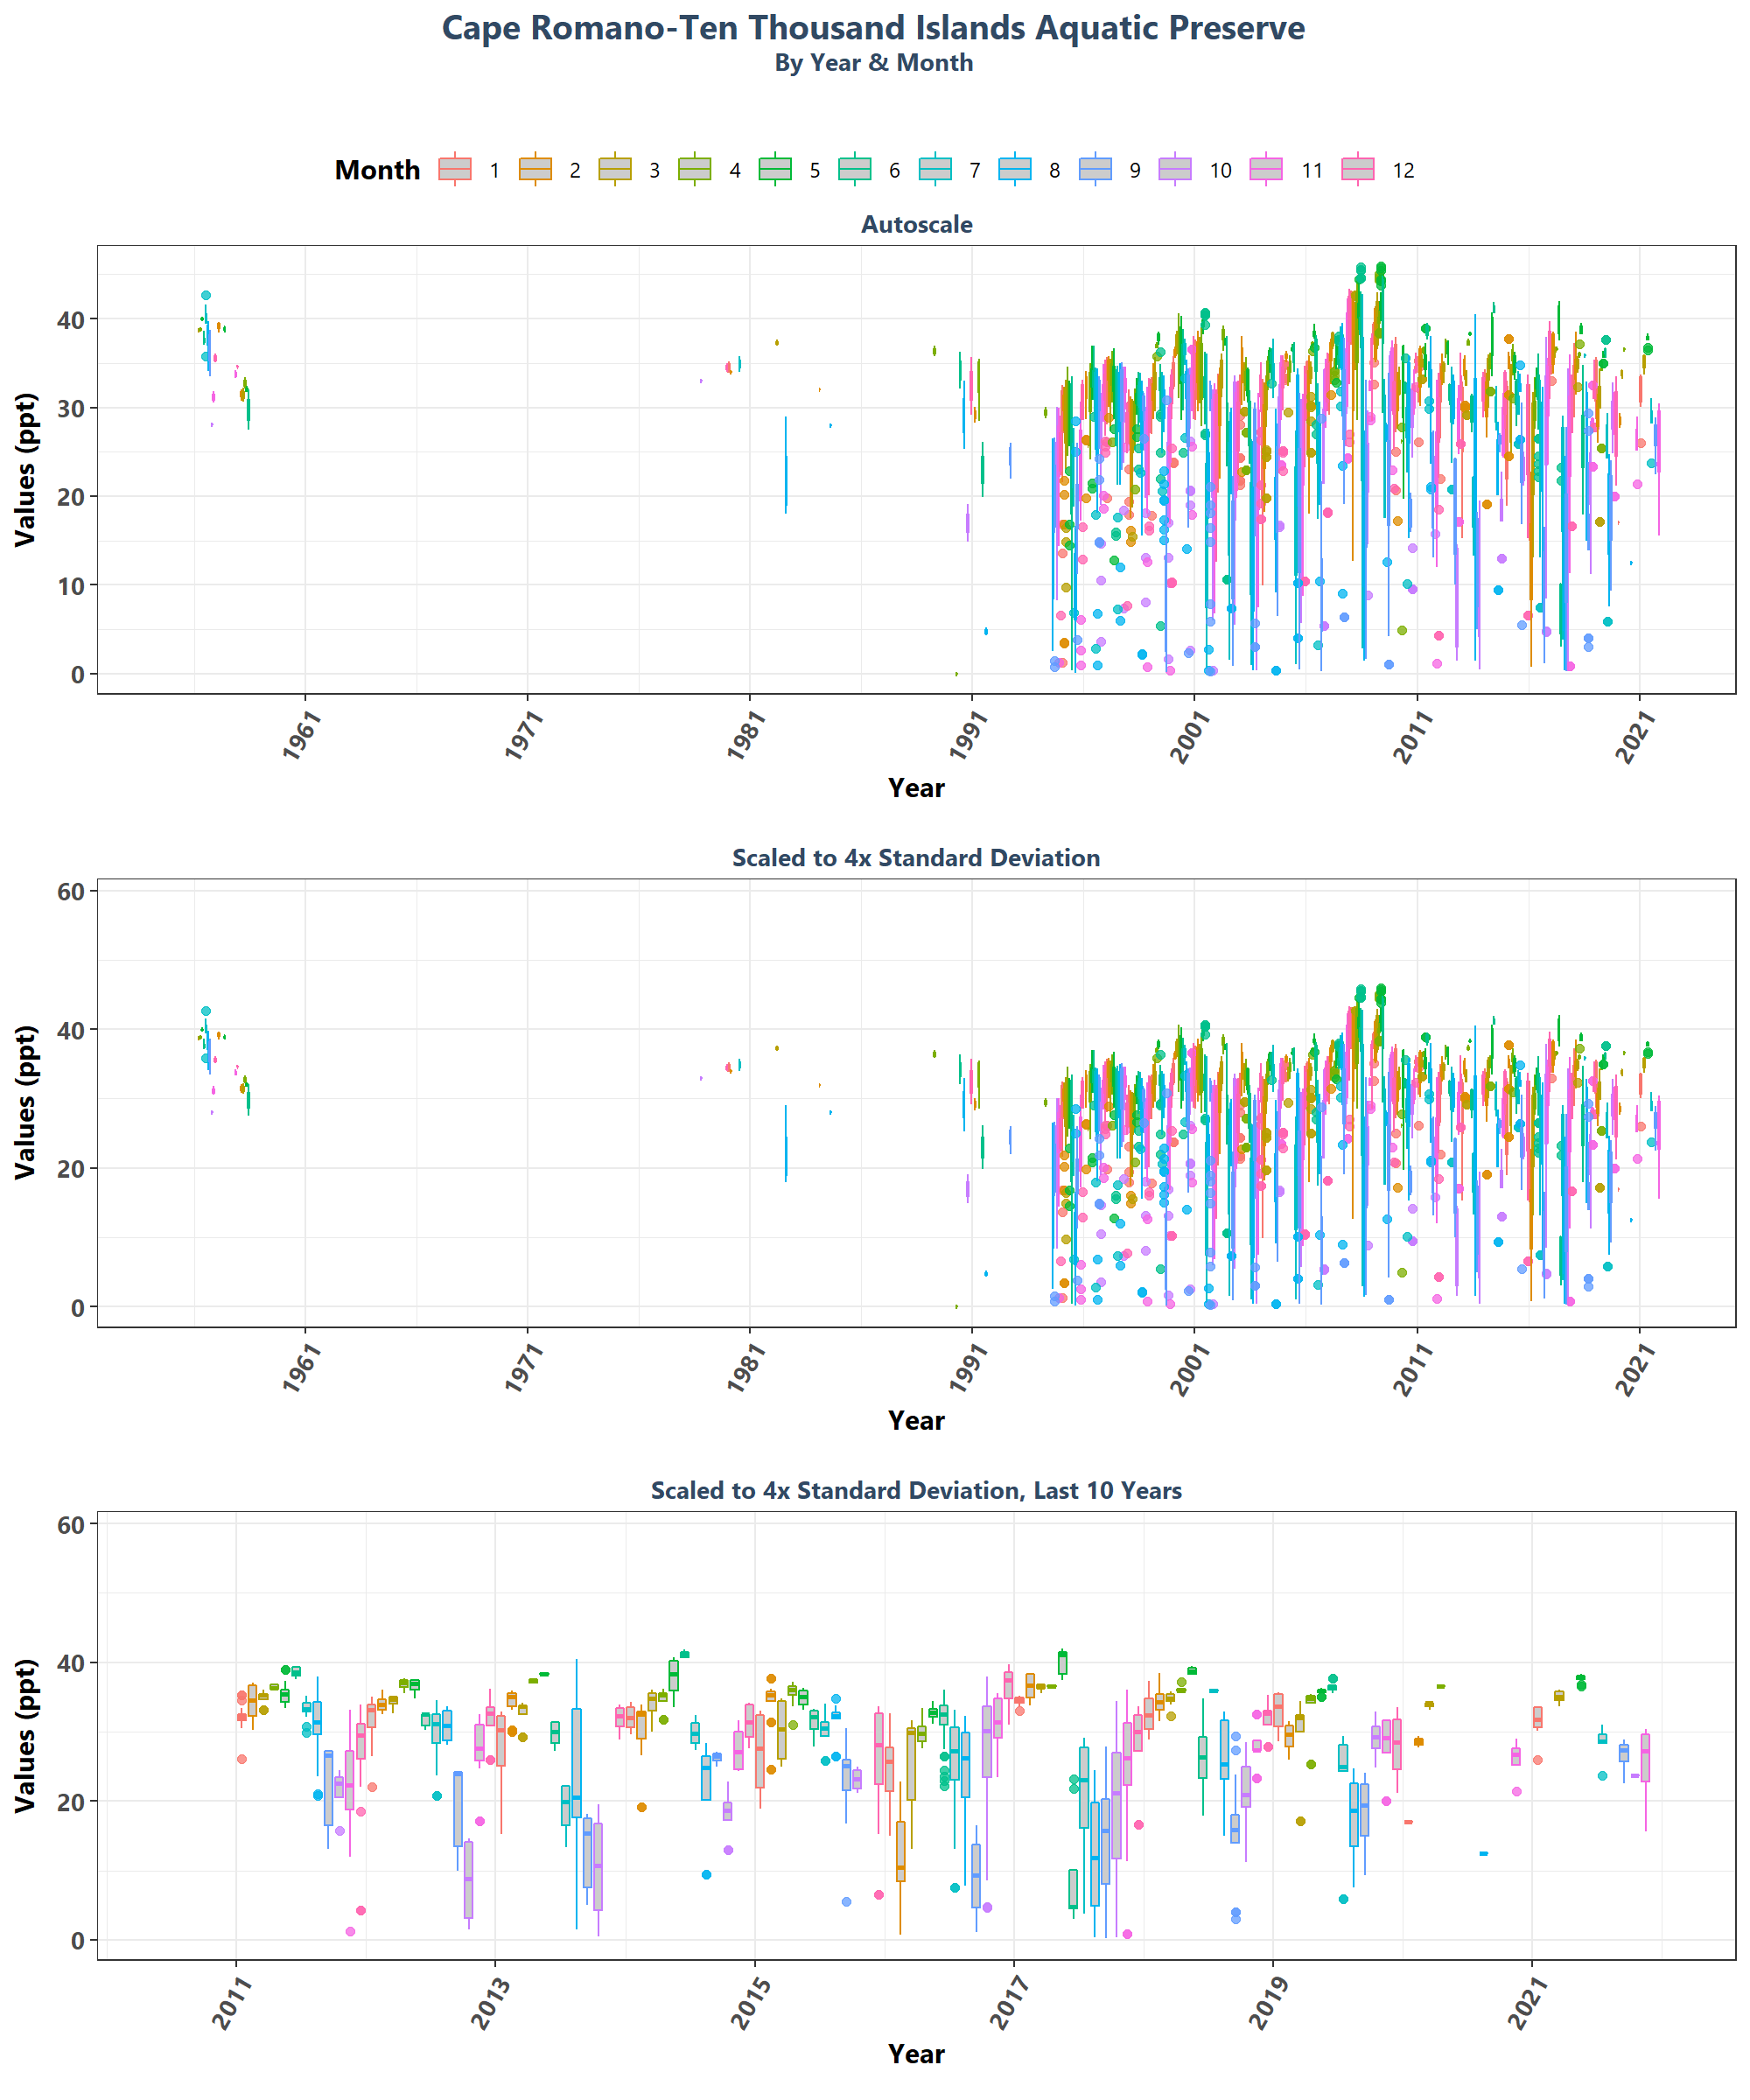 Cape Romano-Ten Thousand Islands Aquatic Preserve
By Year & Month
Month 1 2 3 4 5 6 7 8 9 10 11 12
Autoscale
Values (ppt)
40
30
20
10
0
1961 1971 1981 1991 2001 2011 2021
Year
Scaled to 4x Standard Deviation
Values (ppt)
60
40
20
0
1961 1971 1981 1991 2001 2011 2021
Year
Scaled to 4x Standard Deviation, Last 10 Years
Values (ppt)
60
40
20
0
2011 2013 2015 2017 2019 2021
Year